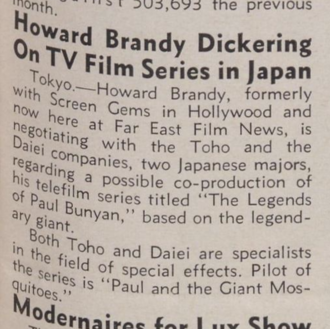 month. 503,693 the previous
Howard Brandy Dickering
On TV Film Series in Japan
Tokyo.—Howard Brandy, formerly
with Screen Gems in Hollywood and
now here at Far East Film News, is
negotiating with the Toho and the
Daiei companies, two Japanese majors,
regarding a possible co-production of
his telefilm series titled "The Legends
of Paul Bunyan," based on the legend-
ary giant.
Both Toho and Daiei are specialists
in the field of special effects. Pilot of
the series is "Paul and the Giant Mos-
quitoes."
Modernaires for Lux Show